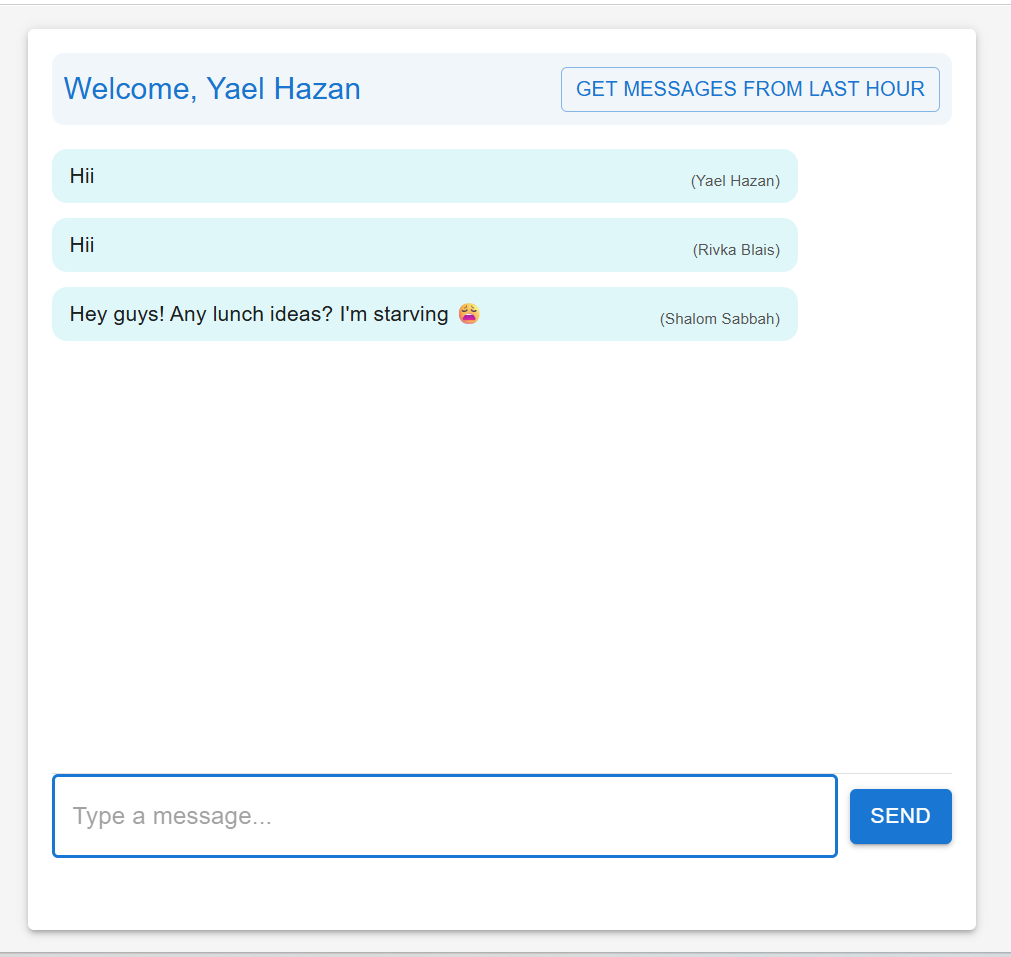 Welcome, Yael Hazan
GET MESSAGES FROM LAST HOUR
Hii
(Yael Hazan)
Hii
(Rivka Blais)
Hey guys! Any lunch ideas? I'm starving 😩
(Shalom Sabbah)
Type a message...
SEND